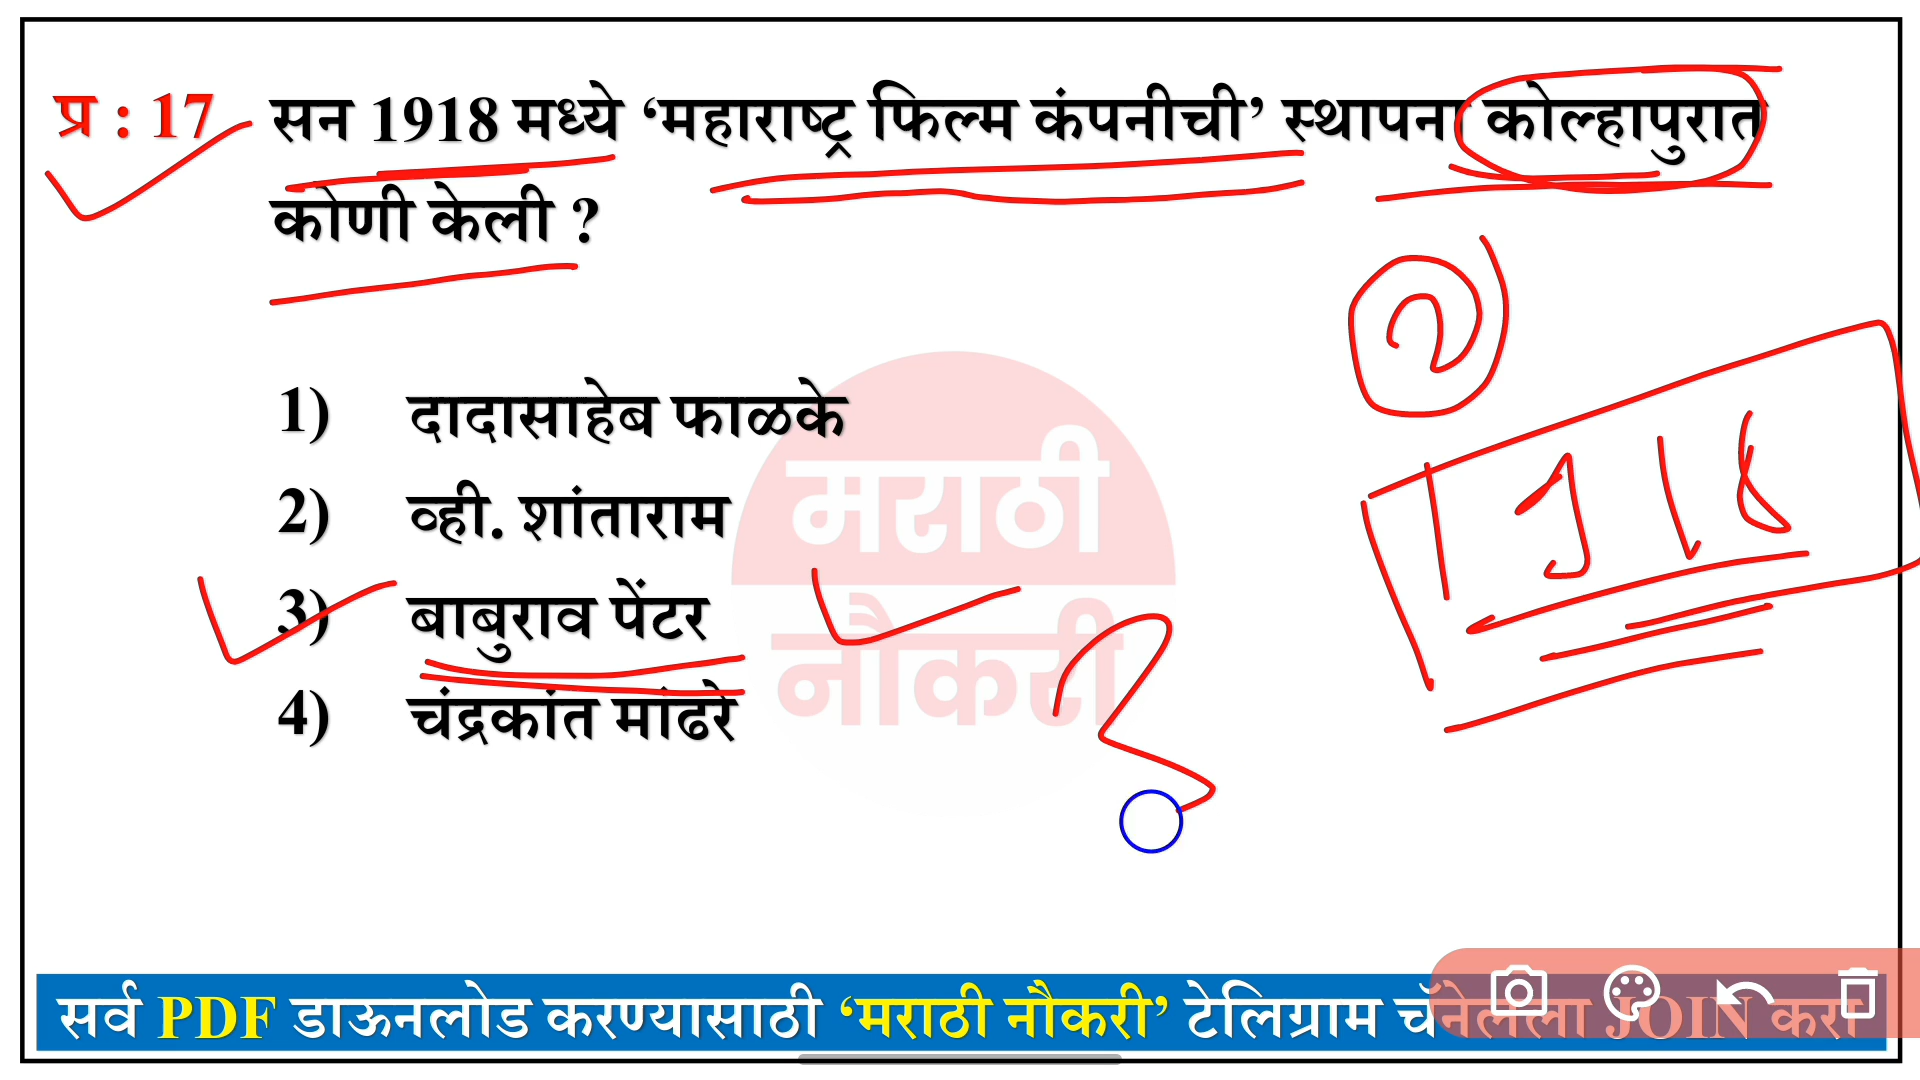 प्र : 17 सन 1918 मध्ये ‘महाराष्ट्र फिल्म कंपनीची’ स्थापना कोल्हापुरात
कोणी केली ?
1) दादासाहेब फाळके
2) व्ही. शांताराम
3) बाबुराव पेंटर
4) चंद्रकांत मांढरे
मराठी
नौकरी
1918
सर्व PDF डाऊनलोड करण्यासाठी ‘मराठी नौकरी’ टेलिग्राम चॅनेलला JOIN करा